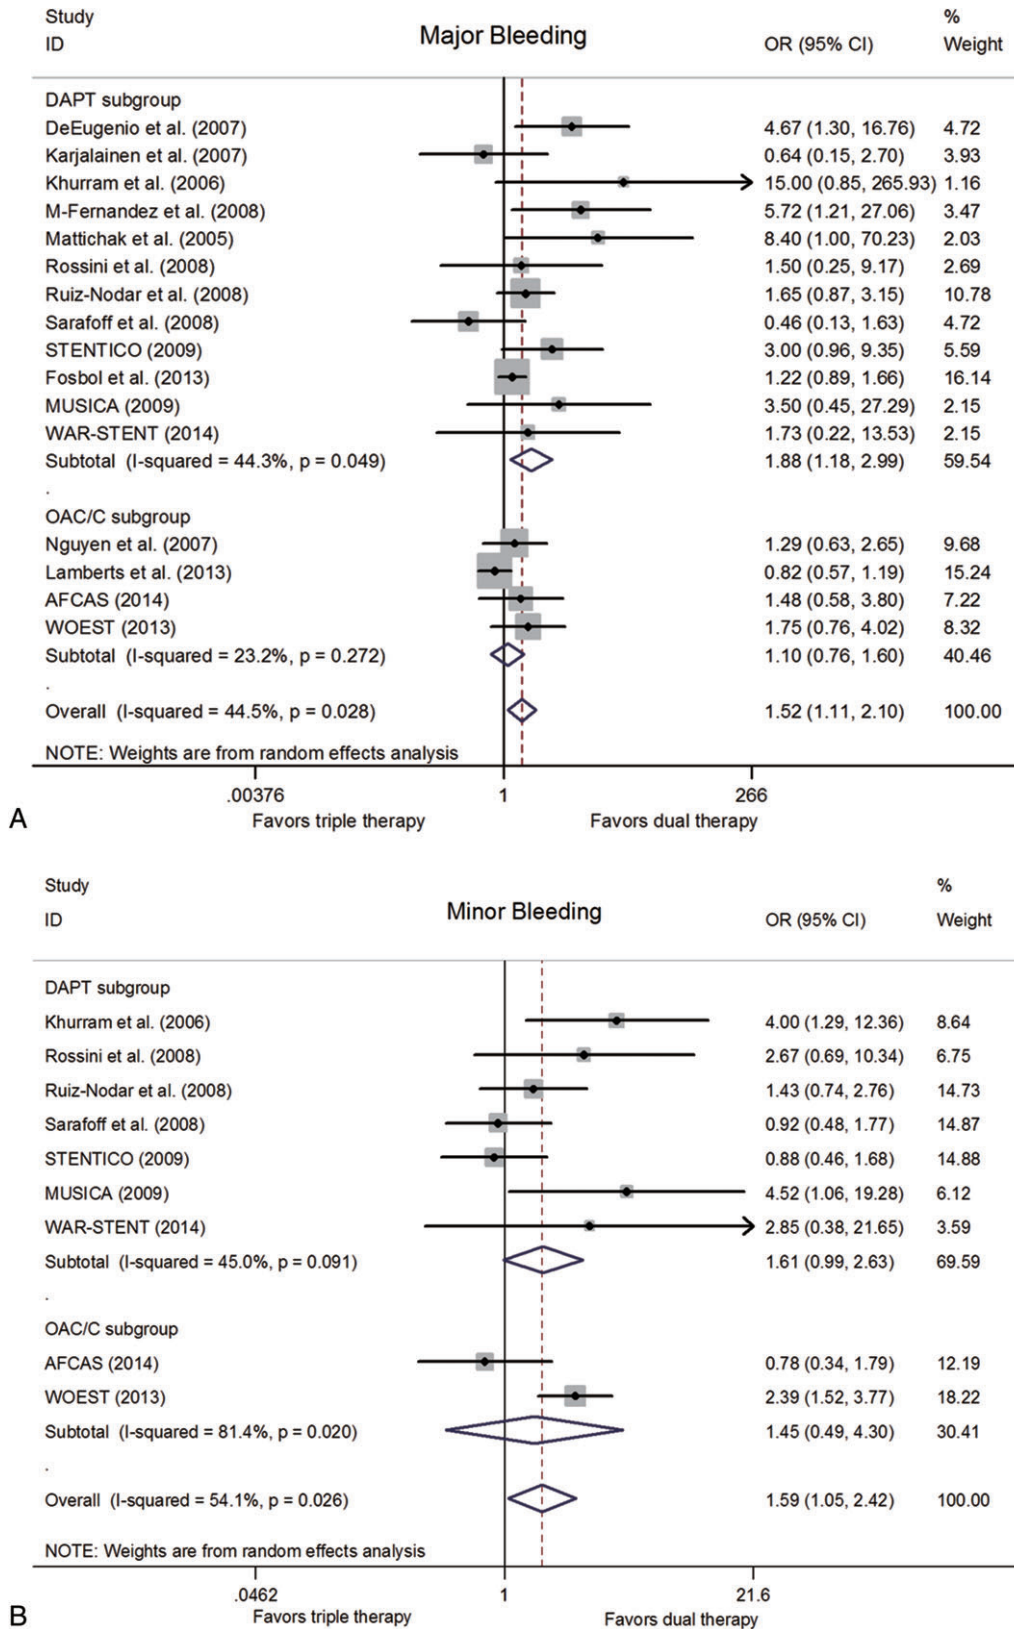 Study
ID Major Bleeding OR (95% CI) % Weight
DAPT subgroup
DeEugenio et al. (2007) 4.67 (1.30, 16.76) 4.72
Karjalainen et al. (2007) 0.64 (0.15, 2.70) 3.93
Khurram et al. (2006) 15.00 (0.85, 265.93) 1.16
M-Fernandez et al. (2008) 5.72 (1.21, 27.06) 3.47
Mattichak et al. (2005) 8.40 (1.00, 70.23) 2.03
Rossini et al. (2008) 1.50 (0.25, 9.17) 2.69
Ruiz-Nodar et al. (2008) 1.65 (0.87, 3.15) 10.78
Sarafoff et al. (2008) 0.46 (0.13, 1.63) 4.72
STENTICO (2009) 3.00 (0.96, 9.35) 5.59
Fosbol et al. (2013) 1.22 (0.89, 1.66) 16.14
MUSICA (2009) 3.50 (0.45, 27.29) 2.15
WAR-STENT (2014) 1.73 (0.22, 13.53) 2.15
Subtotal (I-squared = 44.3%, p = 0.049) 1.88 (1.18, 2.99) 59.54
.
OAC/C subgroup
Nguyen et al. (2007) 1.29 (0.63, 2.65) 9.68
Lamberts et al. (2013) 0.82 (0.57, 1.19) 15.24
AFCAS (2014) 1.48 (0.58, 3.80) 7.22
WOEST (2013) 1.75 (0.76, 4.02) 8.32
Subtotal (I-squared = 23.2%, p = 0.272) 1.10 (0.76, 1.60) 40.46
.
Overall (I-squared = 44.5%, p = 0.028) 1.52 (1.11, 2.10) 100.00
NOTE: Weights are from random effects analysis
.00376 1 266
A Favors triple therapy Favors dual therapy
Study %
ID Minor Bleeding OR (95% CI) Weight
DAPT subgroup
Khurram et al. (2006) 4.00 (1.29, 12.36) 8.64
Rossini et al. (2008) 2.67 (0.69, 10.34) 6.75
Ruiz-Nodar et al. (2008) 1.43 (0.74, 2.76) 14.73
Sarafoff et al. (2008) 0.92 (0.48, 1.77) 14.87
STENTICO (2009) 0.88 (0.46, 1.68) 14.88
MUSICA (2009) 4.52 (1.06, 19.28) 6.12
WAR-STENT (2014) 2.85 (0.38, 21.65) 3.59
Subtotal (I-squared = 45.0%, p = 0.091) 1.61 (0.99, 2.63) 69.59
.
OAC/C subgroup
AFCAS (2014) 0.78 (0.34, 1.79) 12.19
WOEST (2013) 2.39 (1.52, 3.77) 18.22
Subtotal (I-squared = 81.4%, p = 0.020) 1.45 (0.49, 4.30) 30.41
.
Overall (I-squared = 54.1%, p = 0.026) 1.59 (1.05, 2.42) 100.00
NOTE: Weights are from random effects analysis
.0462 1 21.6
B Favors triple therapy Favors dual therapy